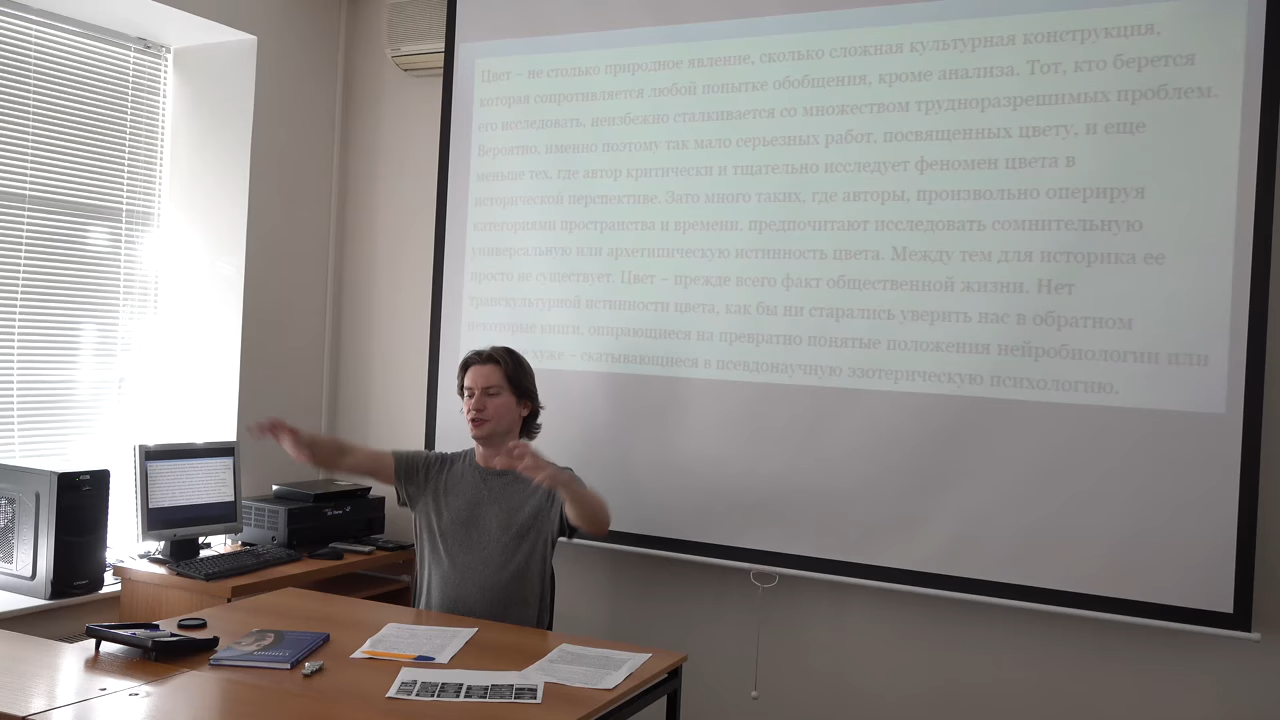 Цвет – не столько природное явление, сколько сложная культурная конструкция,
которая сопротивляется любой попытке обобщения, кроме анализа. Тот, кто берется
его исследовать, неизбежно сталкивается со множеством трудноразрешимых проблем.
Вероятно, именно поэтому так мало серьезных работ, посвященных цвету, и еще
меньше тех, где автор критически и тщательно исследует феномен цвета в
исторической перспективе. Зато много таких, где авторы, произвольно оперируя
категориями пространства и времени, предпочитают исследовать сомнительную
универсальную или архетипическую истинность цвета. Между тем для историка ее
просто не существует. Цвет – прежде всего факт общественной жизни. Нет
транскультурной истинности цвета, как бы ни старались уверить нас в обратном
некоторые книги, опирающиеся на превратно понятые положения нейробиологии или
хуже – скатывающиеся в псевдонаучную эзотерическую психологию.